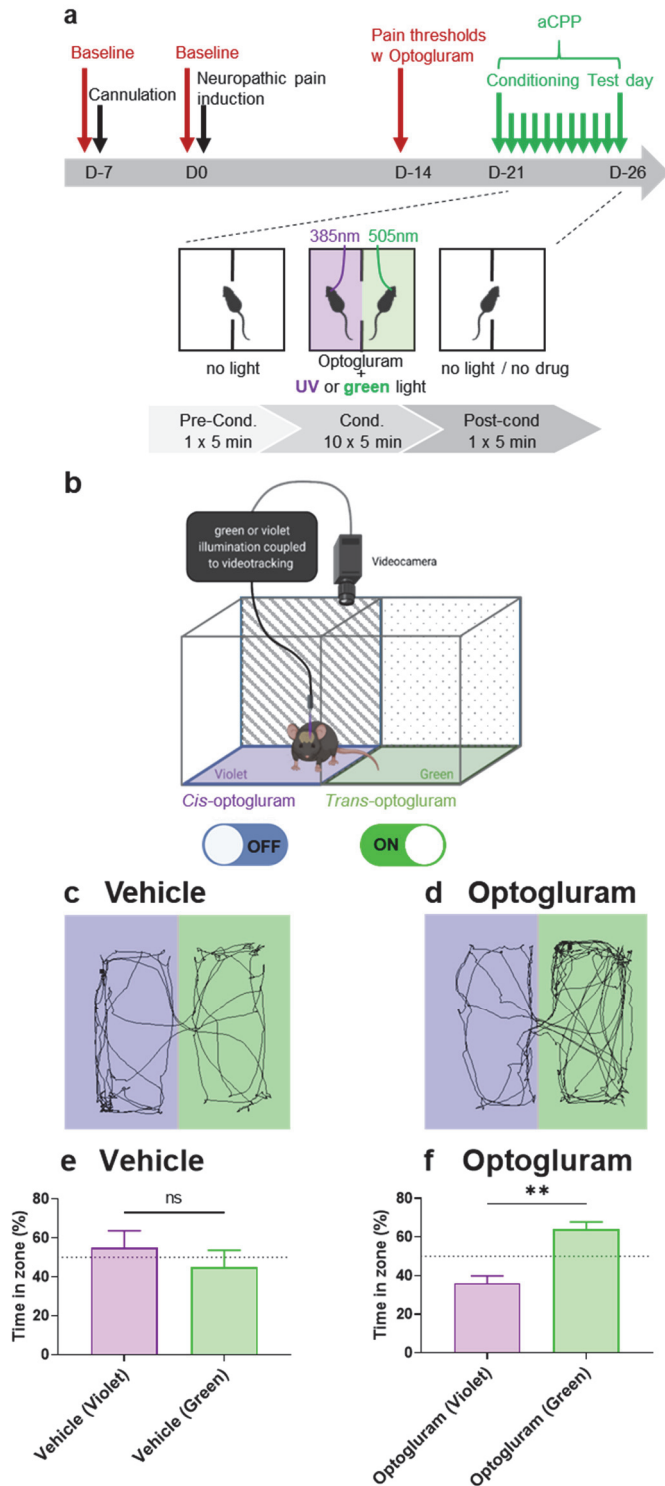 a
aCPP
Pain thresholds
w Optogluram
Baseline
Baseline
Cannulation
Neuropathic pain
induction
Conditioning
Test day
D-7
D0
D-14
D-21
D-26
385nm
505nm
no light
Optogluram
+
UV or green light
no light / no drug
Pre-Cond.
1 x 5 min
Cond.
10 x 5 min
Post-cond
1 x 5 min
b
green or violet
illumination coupled
to videotracking
Videocamera
Violet
Green
Cis-optogluram
Trans-optogluram
OFF
ON
c Vehicle
d Optogluram
e Vehicle
ns
Time in zone (%)
80
60
40
20
0
Vehicle (Violet)
Vehicle (Green)
f Optogluram
**
Time in zone (%)
80
60
40
20
0
Optogluram (Violet)
Optogluram (Green)